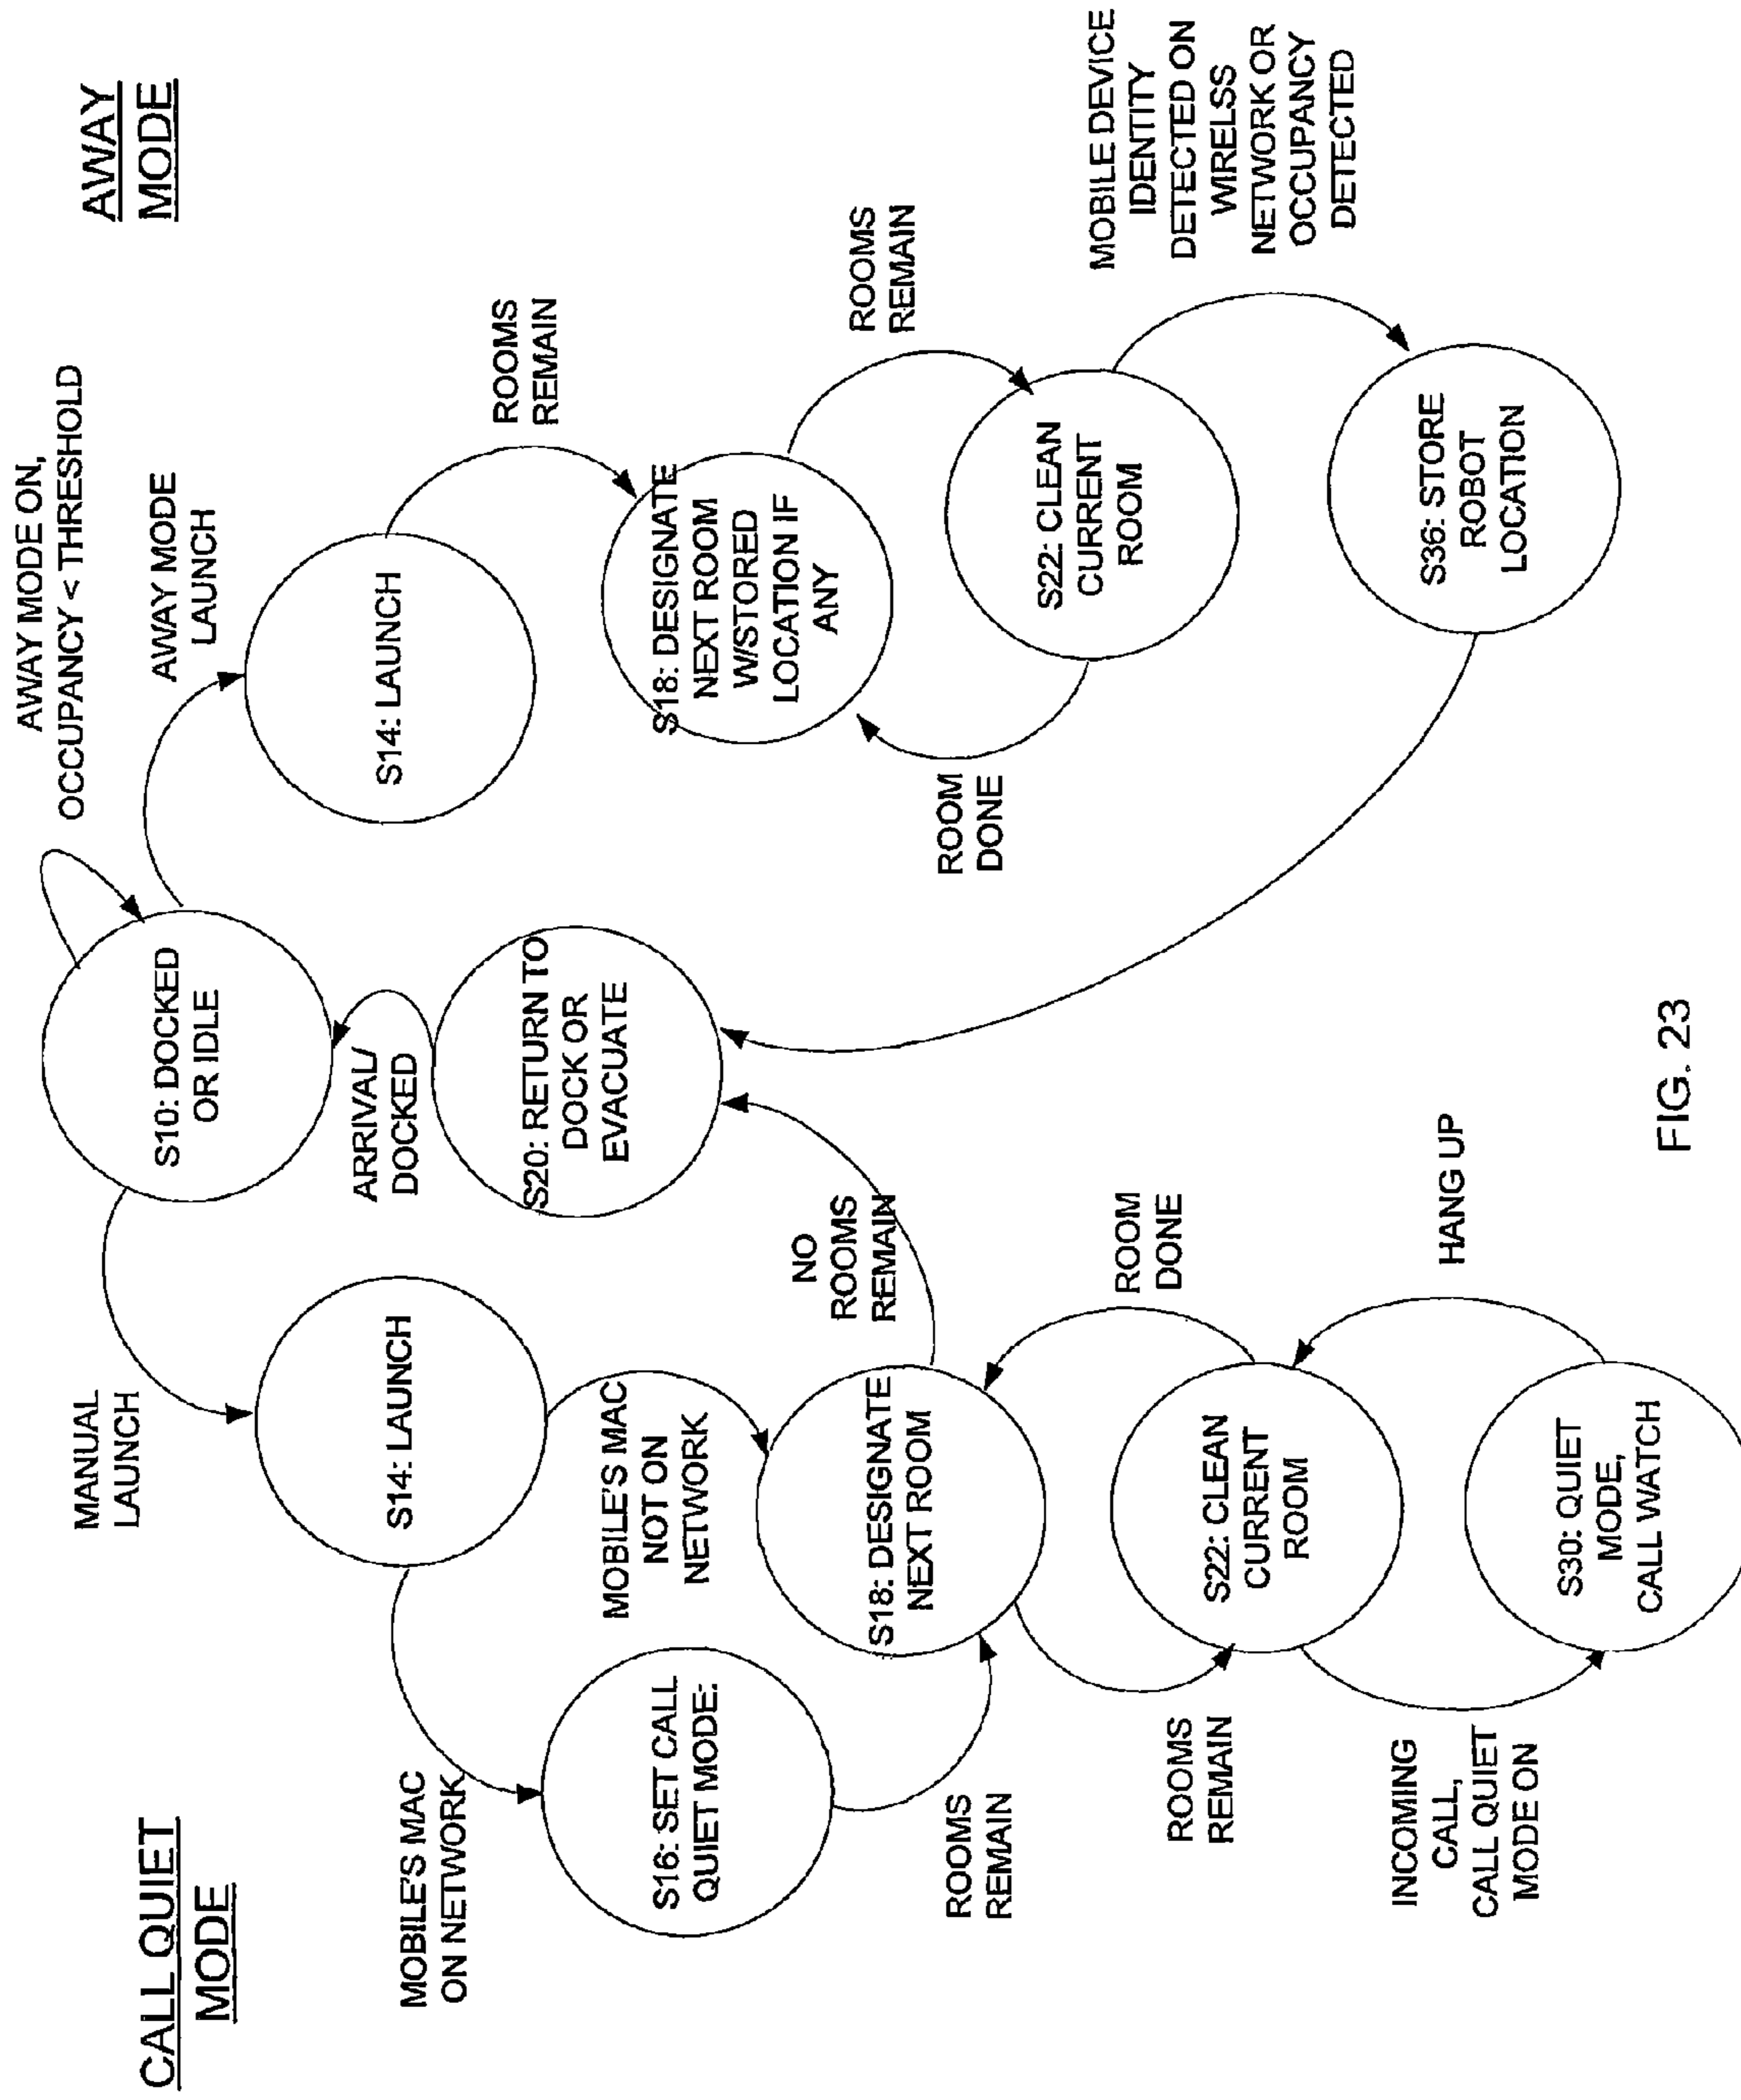 CALL QUIET
MODE
AWAY
MODE
AWAY MODE ON,
OCCUPANCY < THRESHOLD
S10: DOCKED
OR IDLE
MANUAL
LAUNCH
AWAY MODE
LAUNCH
ARRIVAL/
DOCKED
S14: LAUNCH
S14: LAUNCH
MOBILE'S MAC
ON NETWORK
MOBILE'S MAC
NOT ON
NETWORK
S20: RETURN TO
DOCK OR
EVACUATE
ROOMS
REMAIN
S16: SET CALL
QUIET MODE:
S18: DESIGNATE
NEXT ROOM
W/STORED
LOCATION IF
ANY
NO
ROOMS
REMAIN
ROOMS
REMAIN
S18: DESIGNATE
NEXT ROOM
ROOMS
REMAIN
ROOM
DONE
S22: CLEAN
CURRENT
ROOM
MOBILE DEVICE
IDENTITY
DETECTED ON
WIRELSS
NETWORK OR
OCCUPANCY
DETECTED
ROOMS
REMAIN
ROOM
DONE
S22: CLEAN
CURRENT
ROOM
S36: STORE
ROBOT
LOCATION
INCOMING
CALL,
CALL QUIET
MODE ON
HANG UP
S30: QUIET
MODE,
CALL WATCH
FIG. 23